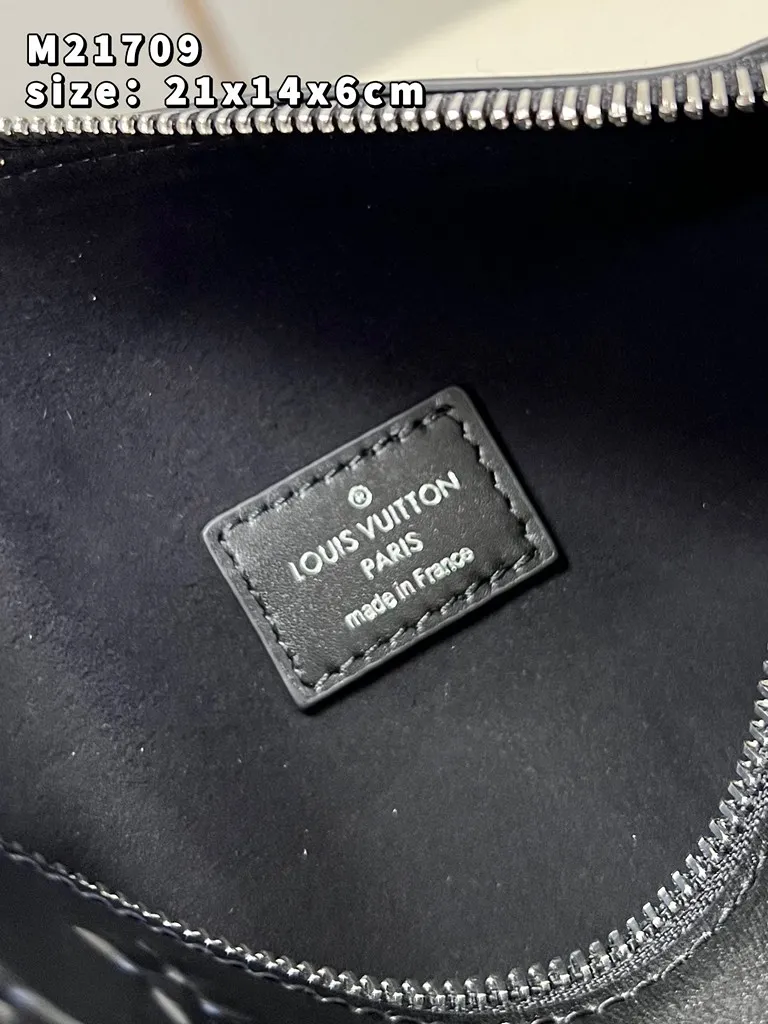 M21709
size: 21x14x6cm
®
LOUIS VUITTON
PARIS
made in France